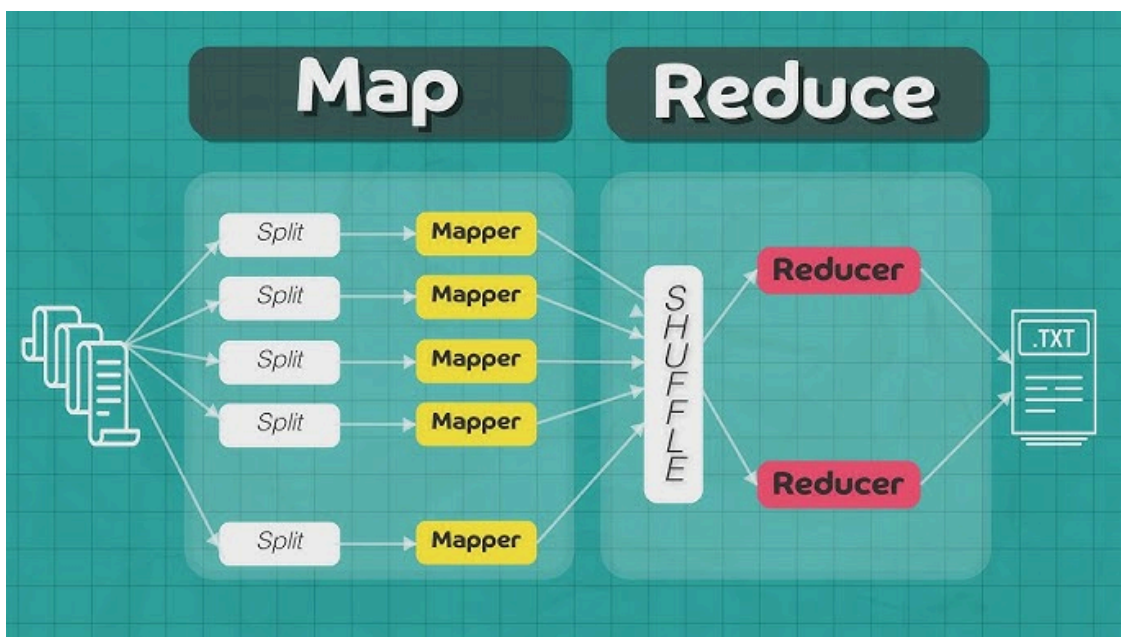 Map
Reduce
Split
Mapper
Split
Mapper
Split
Mapper
Split
Mapper
Split
Mapper
SHUFFLE
Reducer
Reducer
.TXT